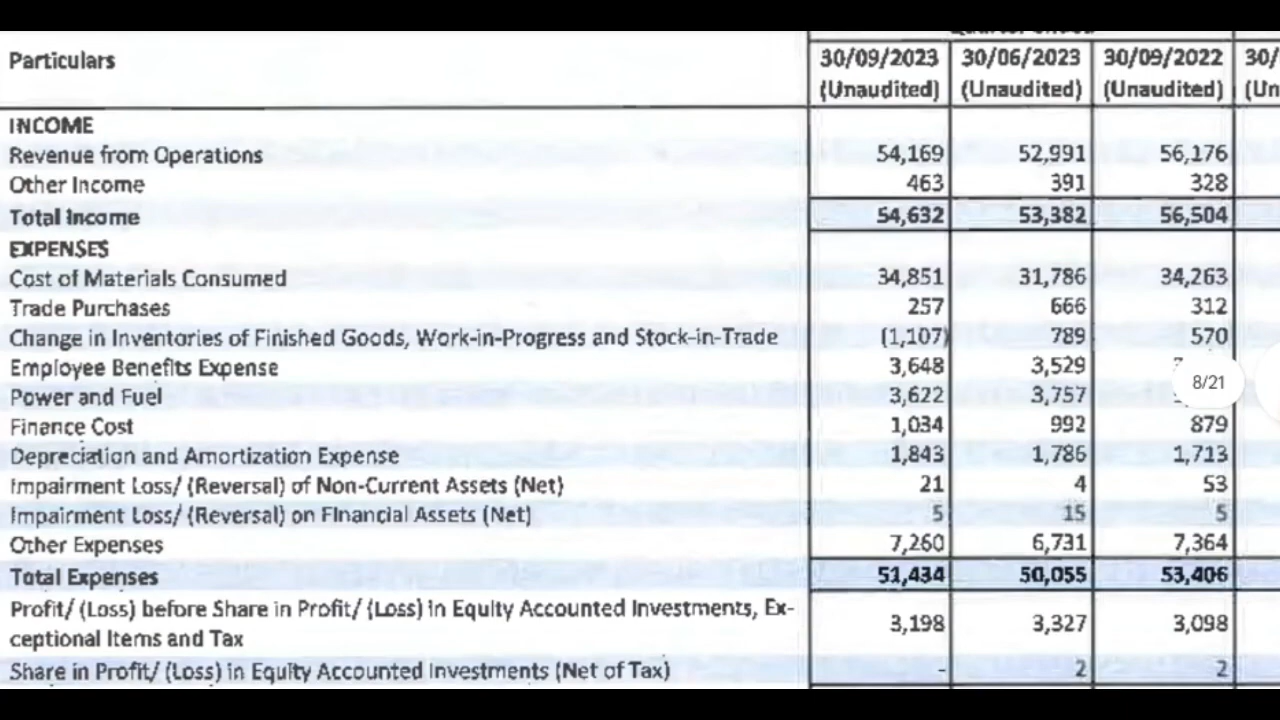 Particulars
30/09/2023 30/06/2023 30/09/2022 30/
(Unaudited) (Unaudited) (Unaudited) (Un
INCOME
Revenue from Operations 54,169 52,991 56,176
Other Income 463 391 328
Total Income 54,632 53,382 56,504
EXPENSES
Cost of Materials Consumed 34,851 31,786 34,263
Trade Purchases 257 666 312
Change in Inventories of Finished Goods, Work-in-Progress and Stock-in-Trade (1,107) 789 520
Employee Benefits Expense 3,648 3,529
8/21
Power and Fuel 3,622 3,757
Finance Cost 1,034 992 879
Depreciation and Amortization Expense 1,843 1,786 1,713
Impairment Loss/ (Reversal) of Non-Current Assets (Net) 21 4 53
Impairment Loss/ (Reversal) on Financial Assets (Net) 5 15 5
Other Expenses 7,260 6,731 7,364
Total Expenses 51,434 50,055 53,406
Profit/ (Loss) before Share in Profit/ (Loss) in Equity Accounted Investments, Ex-
ceptional Items and Tax 3,198 3,327 3,098
Share in Profit/ (Loss) in Equity Accounted Investments (Net of Tax) - 2 2